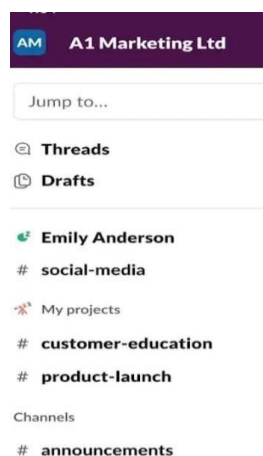 AM A1 Marketing Ltd
Jump to...
Threads
Drafts
Emily Anderson
# social-media
My projects
# customer-education
# product-launch
Channels
# announcements